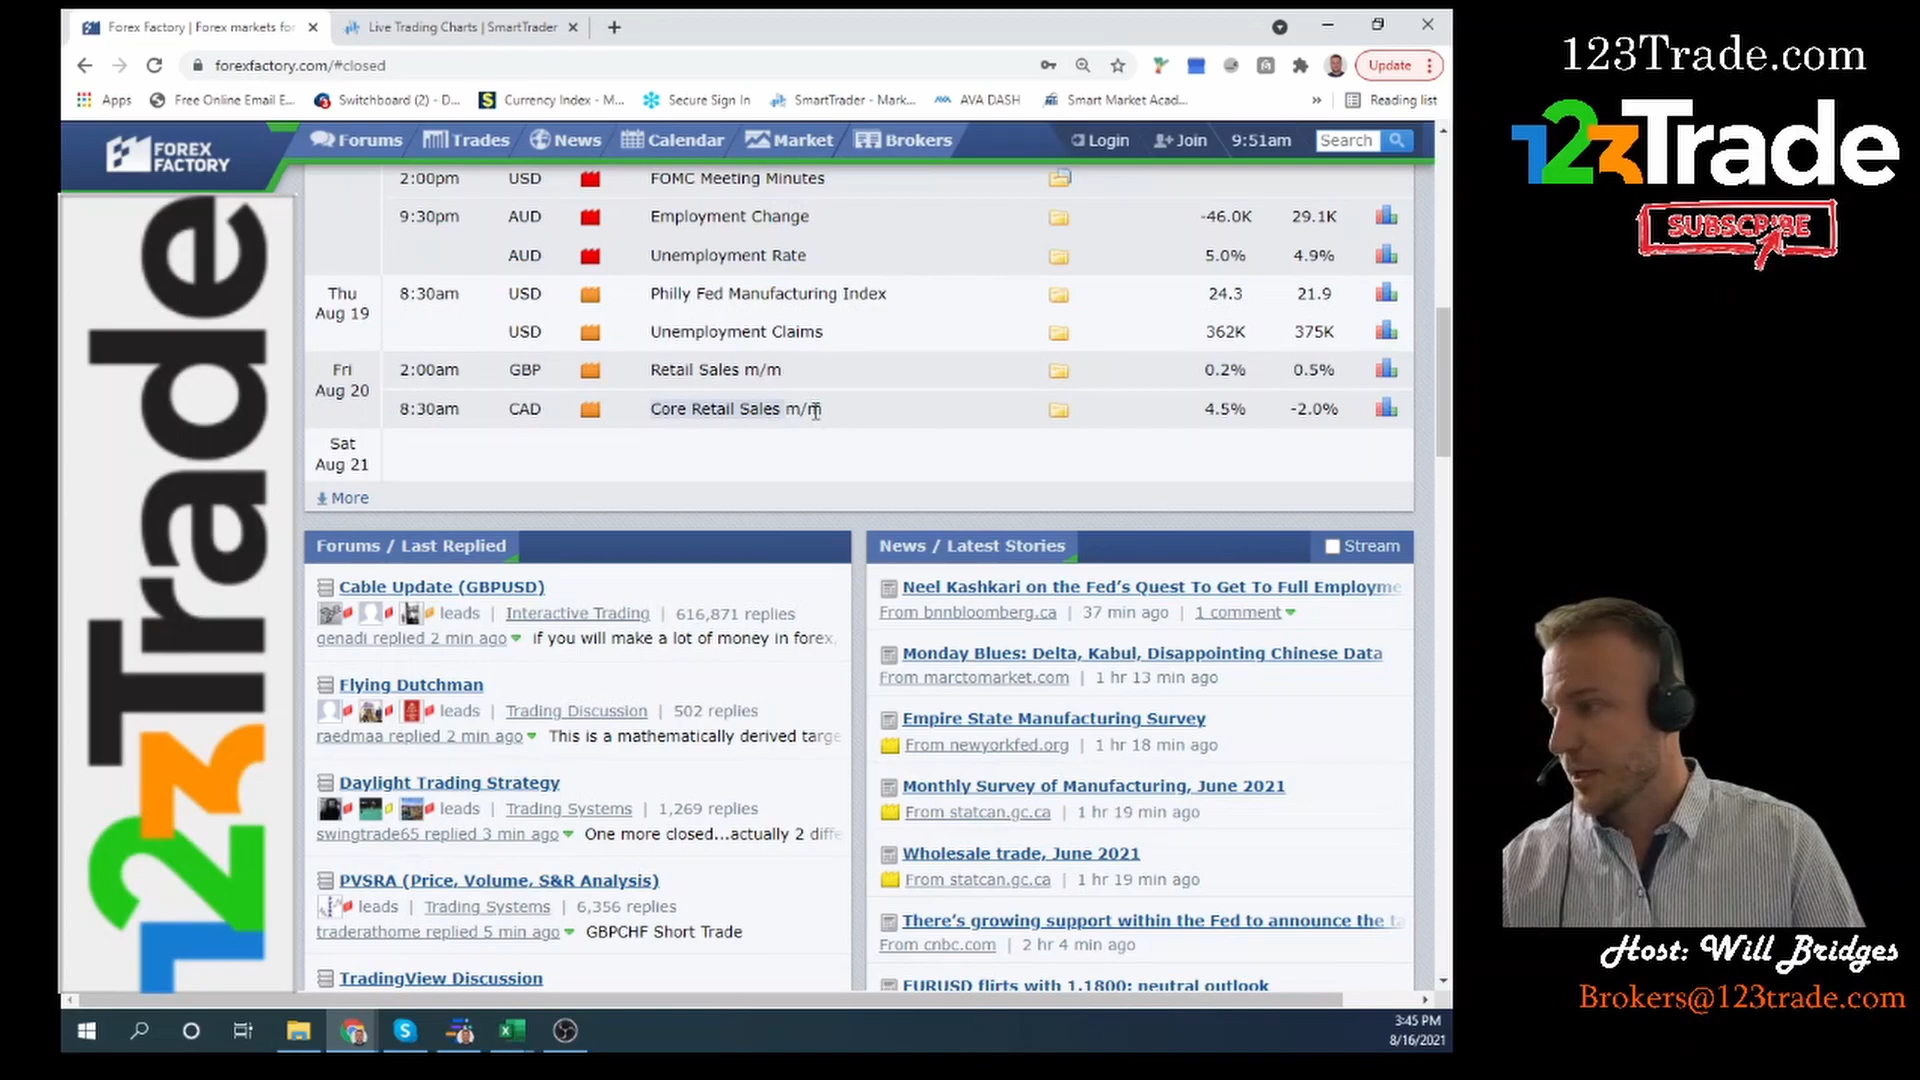 Forex Factory | Forex markets for
Live Trading Charts | SmartTrader
forexfactory.com/#closed
Update
Apps
Free Online Email E...
Switchboard (2) - D...
Currency Index - M...
Secure Sign In
SmartTrader - Mark...
AVA DASH
Smart Market Acad...
»
Reading list
FOREX FACTORY
Forums
Trades
News
Calendar
Market
Brokers
Login
Join
9:51am
Search
2:00pm USD FOMC Meeting Minutes
9:30pm AUD Employment Change -46.0K 29.1K
AUD Unemployment Rate 5.0% 4.9%
Thu Aug 19 8:30am USD Philly Fed Manufacturing Index 24.3 21.9
USD Unemployment Claims 362K 375K
Fri Aug 20 2:00am GBP Retail Sales m/m 0.2% 0.5%
8:30am CAD Core Retail Sales m/m 4.5% -2.0%
Sat Aug 21
More
Forums / Last Replied
Cable Update (GBPUSD)
leads | Interactive Trading | 616,871 replies
genadi replied 2 min ago if you will make a lot of money in forex,
Flying Dutchman
leads | Trading Discussion | 502 replies
raedmaa replied 2 min ago This is a mathematically derived targe
Daylight Trading Strategy
leads | Trading Systems | 1,269 replies
swingtrade65 replied 3 min ago One more closed...actually 2 diffe
PVSRA (Price, Volume, S&R Analysis)
leads | Trading Systems | 6,356 replies
traderathome replied 5 min ago GBPCHF Short Trade
TradingView Discussion
News / Latest Stories
Stream
Neel Kashkari on the Fed's Quest To Get To Full Employme
From bnnbloomberg.ca | 37 min ago | 1 comment
Monday Blues: Delta, Kabul, Disappointing Chinese Data
From marctomarket.com | 1 hr 13 min ago
Empire State Manufacturing Survey
From newyorkfed.org | 1 hr 18 min ago
Monthly Survey of Manufacturing, June 2021
From statcan.gc.ca | 1 hr 19 min ago
Wholesale trade, June 2021
From statcan.gc.ca | 1 hr 19 min ago
There's growing support within the Fed to announce the ta
From cnbc.com | 2 hr 4 min ago
EURUSD flirts with 1.1800; neutral outlook
3:45 PM
8/16/2021
123Trade
123Trade.com
123Trade
SUBSCRIBE
Host: Will Bridges
Brokers@123trade.com